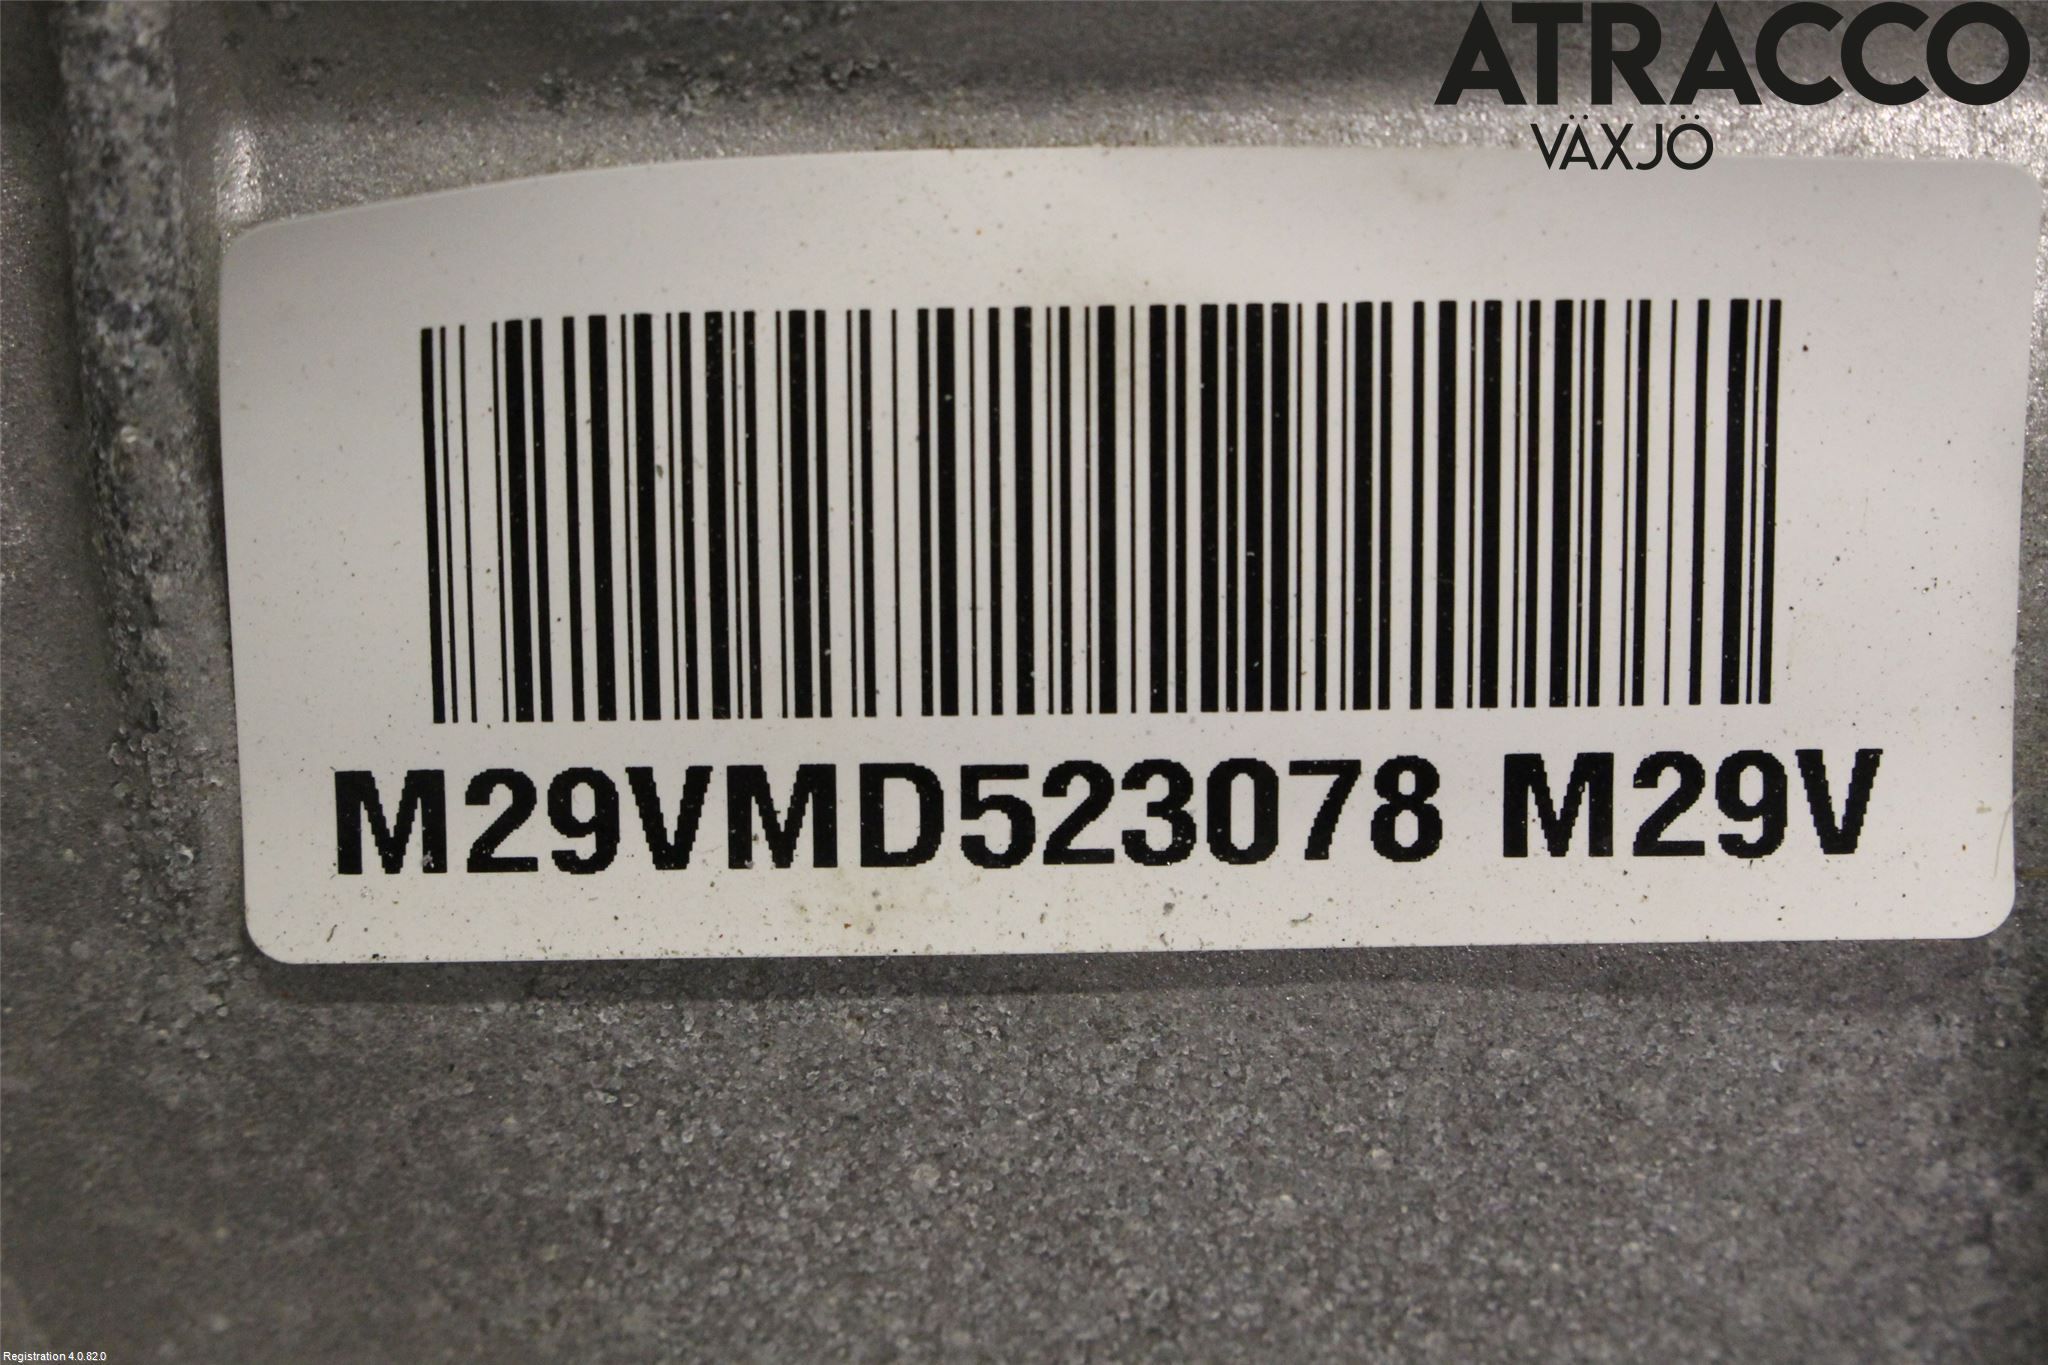 ATRACCO
VÄXJÖ
M29VMD523078 M29V
Registration 4.0.82.0